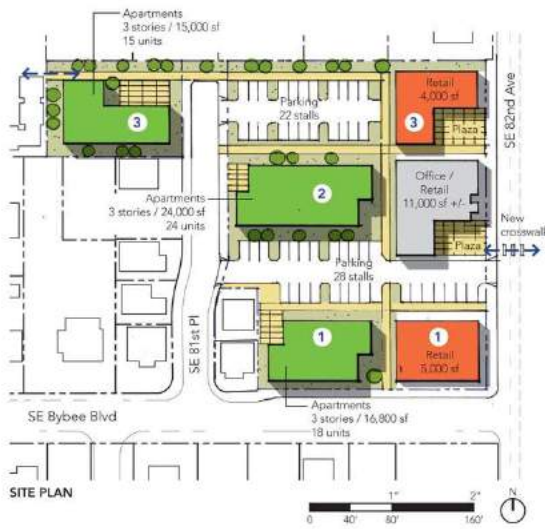 Apartments
3 stories / 15,000 sf
15 units
3
Parking
22 stalls
Retail
4,000 sf
3
Plaza
SE 82nd Ave
Apartments
3 stories / 24,000 sf
24 units
2
Office /
Retail
11,000 sf +/-
Plaza
New
crosswalk
Parking
28 stalls
SE 81st Pl
1
Apartments
3 stories / 16,800 sf
18 units
1
Retail
5,000 sf
SE Bybee Blvd
SITE PLAN
1"
2"
0
40'
80'
160'
N